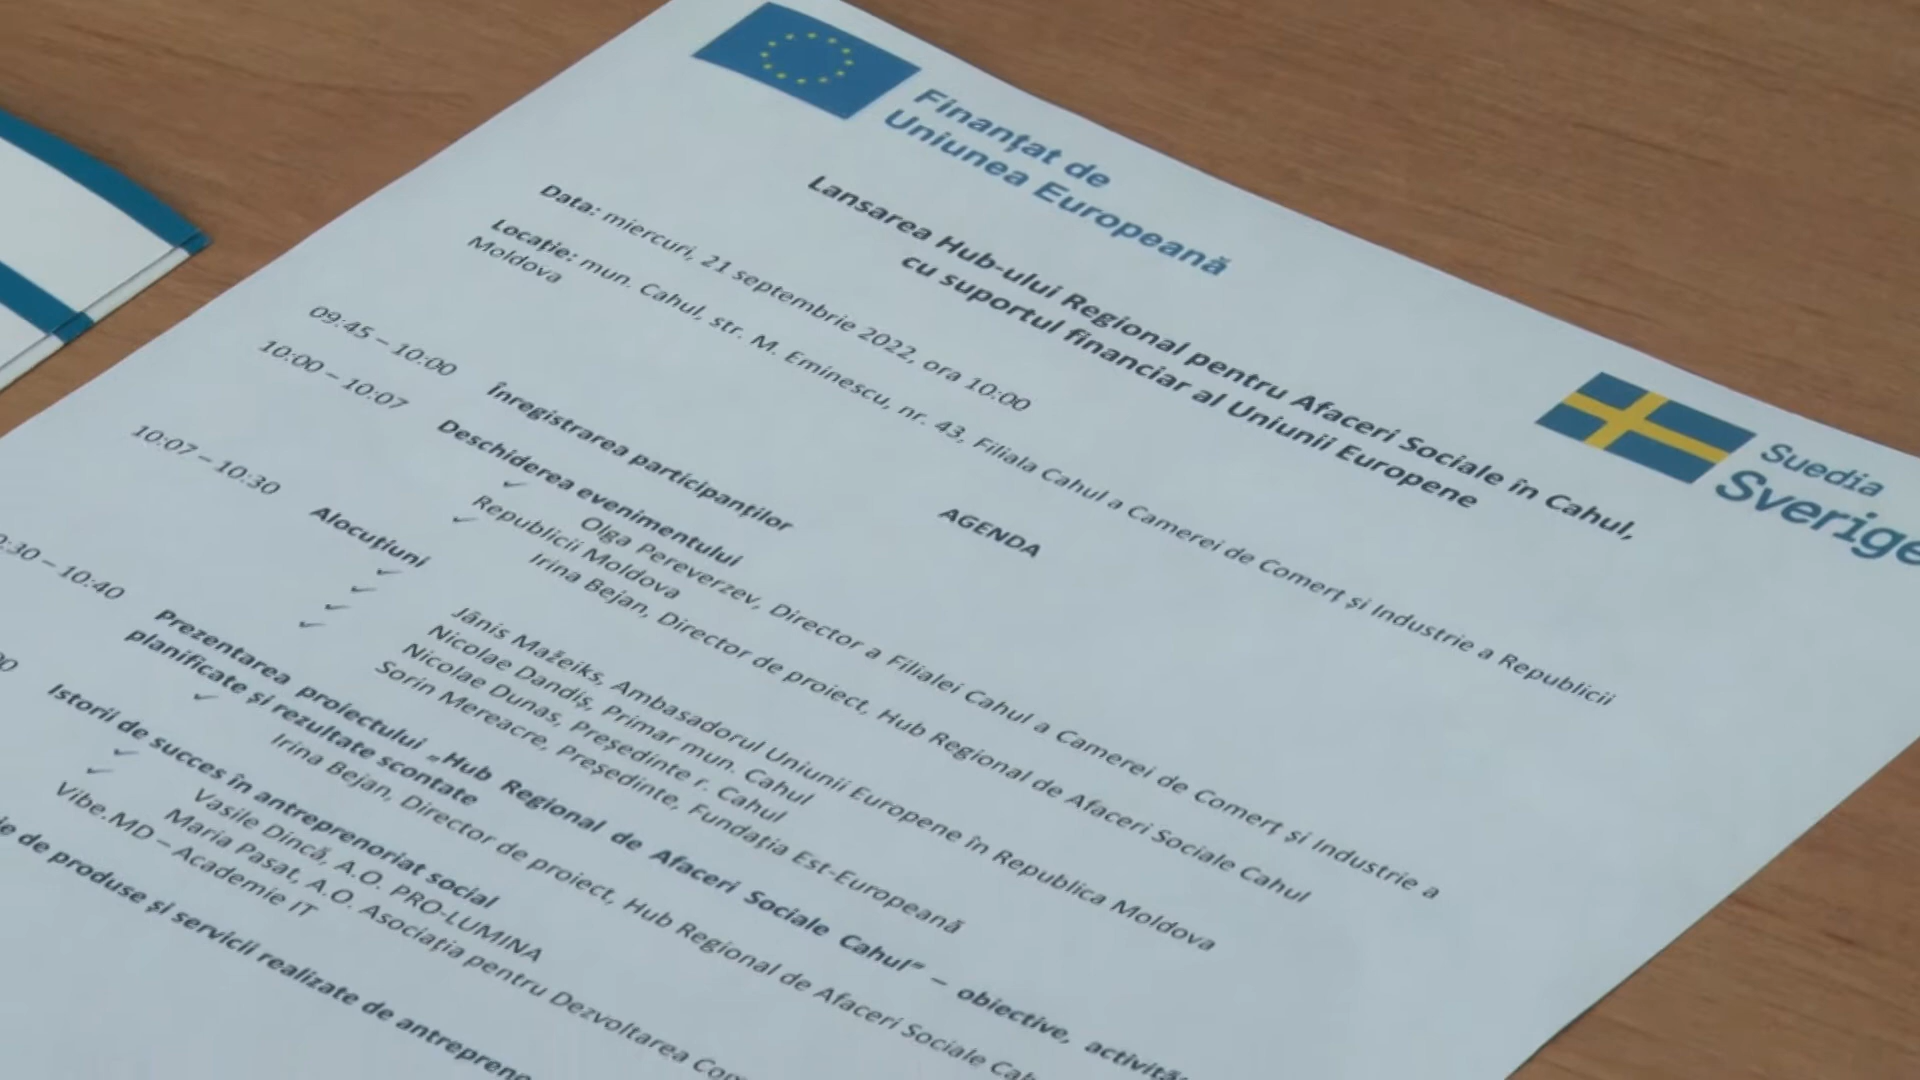 Finanțat de
Uniunea Europeană
Suedia
Sverige
Lansarea Hub-ului Regional pentru Afaceri Sociale în Cahul,
cu suportul financiar al Uniunii Europene
Data: miercuri, 21 septembrie 2022, ora 10:00
Locație: mun. Cahul, str. M. Eminescu, nr. 43, Filiala Cahul a Camerei de Comerț și Industrie a Republicii
Moldova
AGENDA
09:45 – 10:00 Înregistrarea participanților
10:00 – 10:07 Deschiderea evenimentului
✓ Olga Pereverzev, Director a Filialei Cahul a Camerei de Comerț și Industrie a
Republicii Moldova
✓ Irina Bejan, Director de proiect, Hub Regional de Afaceri Sociale Cahul
10:07 – 10:30 Alocuțiuni
✓ Jānis Mažeiks, Ambasadorul Uniunii Europene în Republica Moldova
✓ Nicolae Dandiș, Primar mun. Cahul
✓ Nicolae Dunas, Președinte r. Cahul
✓ Sorin Mereacre, Președinte, Fundația Est-Europeană
:30 – 10:40 Prezentarea proiectului „Hub Regional de Afaceri Sociale Cahul” – obiective, activită
planificate și rezultate scontate
✓ Irina Bejan, Director de proiect, Hub Regional de Afaceri Sociale Cah
Istorii de succes în antreprenoriat social
✓ Vasile Dincă, A.O. PRO-LUMINA
✓ Maria Pasat, A.O. Asociația pentru Dezvoltarea Com
Vibe.MD – Academie IT
de produse și servicii realizate de antrepreno